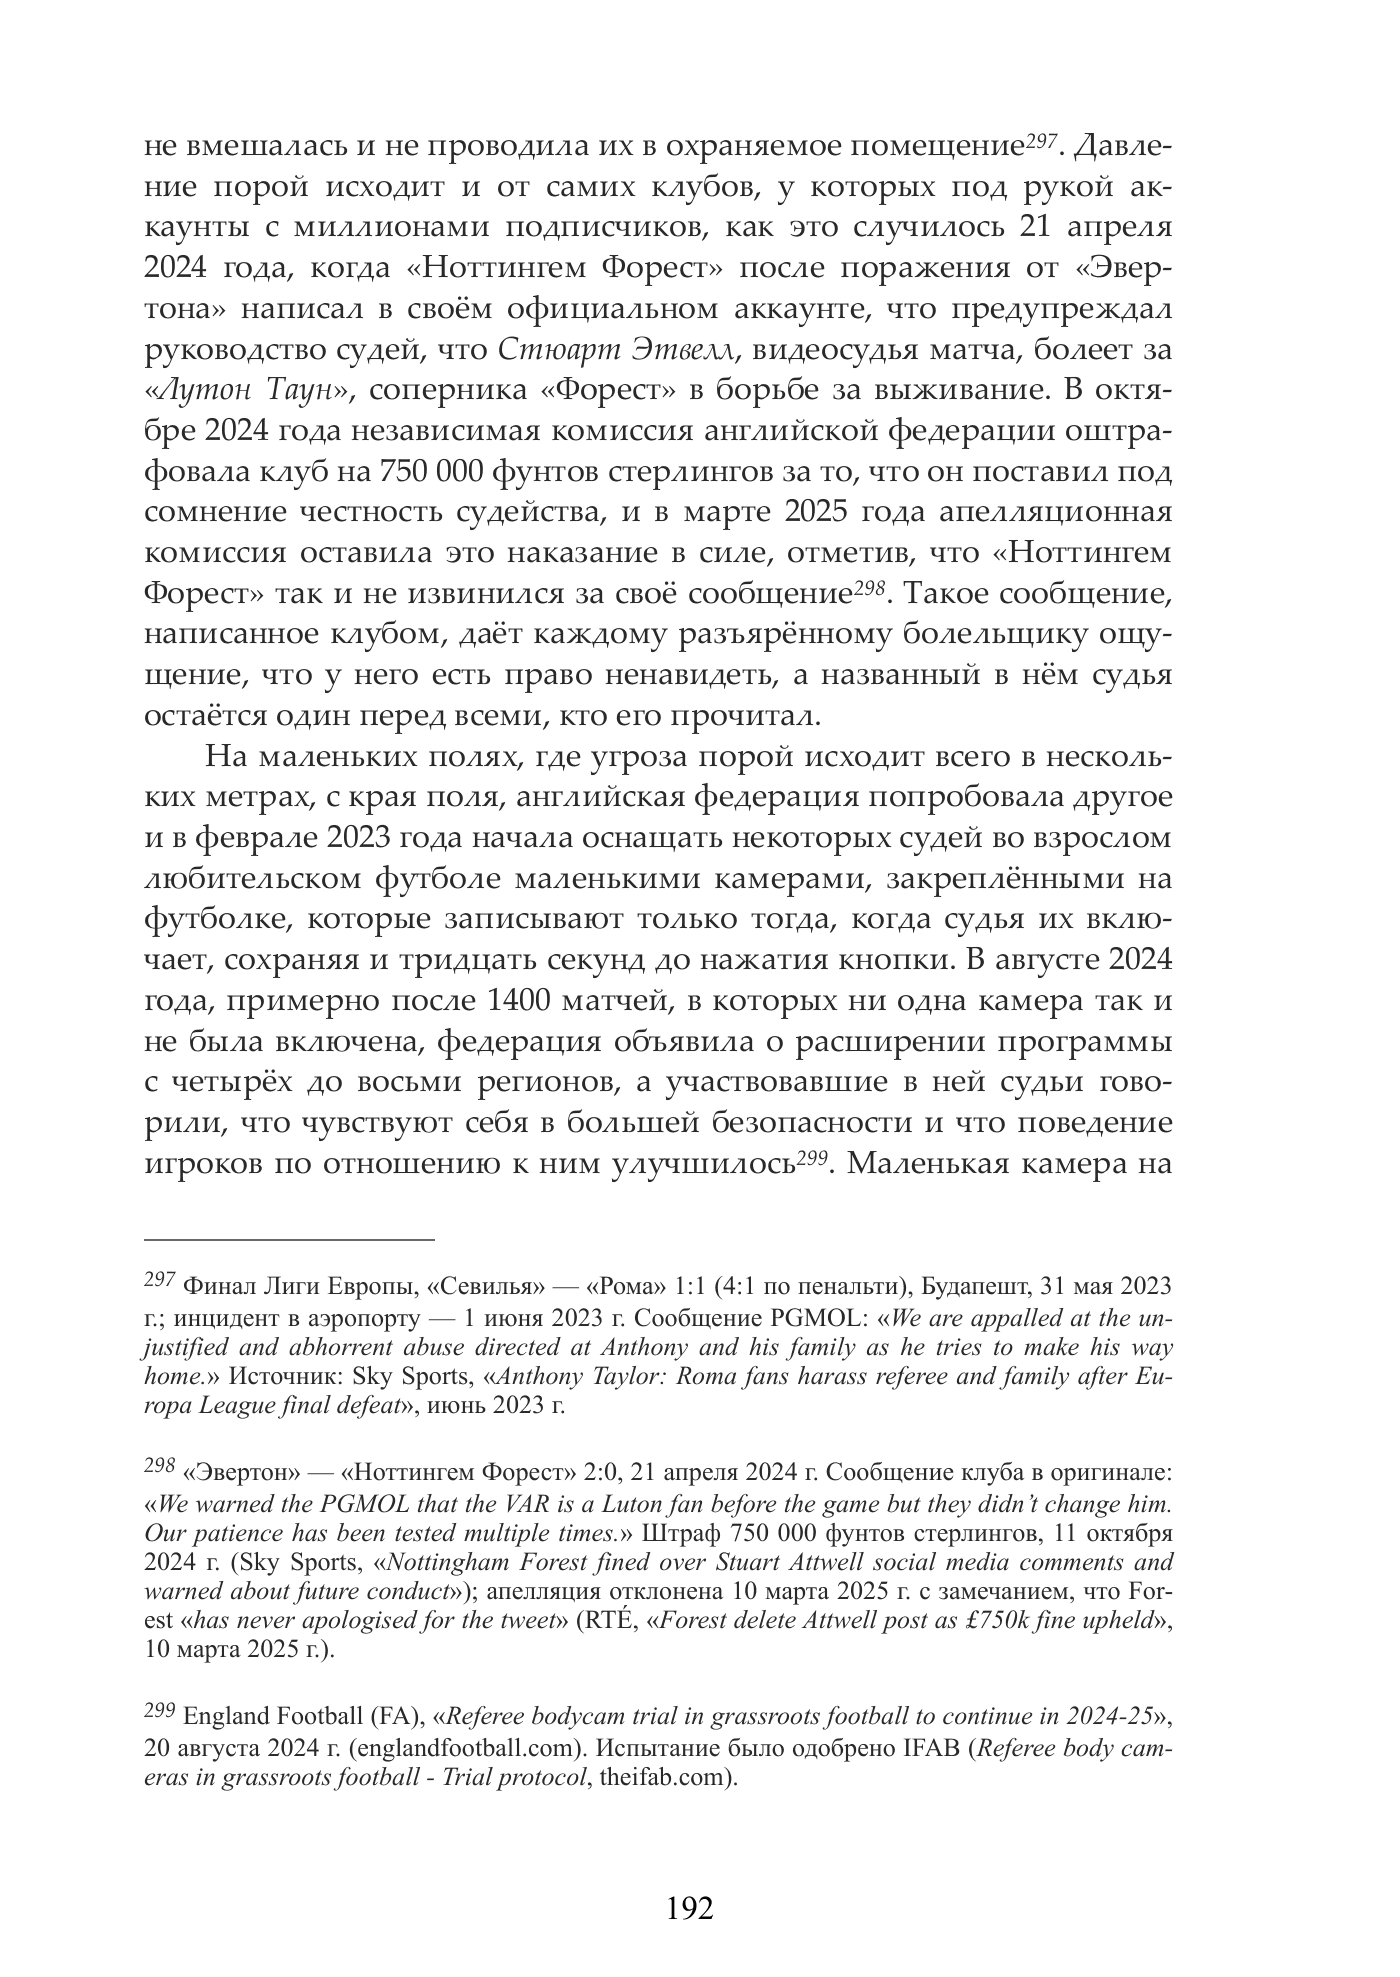 не вмешалась и не проводила их в охраняемое помещение297. Давле-
ние порой исходит и от самих клубов, у которых под рукой ак-
каунты с миллионами подписчиков, как это случилось 21 апреля
2024 года, когда «Ноттингем Форест» после поражения от «Эвер-
тона» написал в своём официальном аккаунте, что предупреждал
руководство судей, что Стюарт Этвелл, видеосудья матча, болеет за
«Лутон Таун», соперника «Форест» в борьбе за выживание. В октя-
бре 2024 года независимая комиссия английской федерации оштра-
фовала клуб на 750 000 фунтов стерлингов за то, что он поставил под
сомнение честность судейства, и в марте 2025 года апелляционная
комиссия оставила это наказание в силе, отметив, что «Ноттингем
Форест» так и не извинился за своё сообщение298. Такое сообщение,
написанное клубом, даёт каждому разъярённому болельщику ощу-
щение, что у него есть право ненавидеть, а названный в нём судья
остаётся один перед всеми, кто его прочитал.
На маленьких полях, где угроза порой исходит всего в несколь-
ких метрах, с края поля, английская федерация попробовала другое
и в феврале 2023 года начала оснащать некоторых судей во взрослом
любительском футболе маленькими камерами, закреплёнными на
футболке, которые записывают только тогда, когда судья их вклю-
чает, сохраняя и тридцать секунд до нажатия кнопки. В августе 2024
года, примерно после 1400 матчей, в которых ни одна камера так и
не была включена, федерация объявила о расширении программы
с четырёх до восьми регионов, а участвовавшие в ней судьи гово-
рили, что чувствуют себя в большей безопасности и что поведение
игроков по отношению к ним улучшилось299. Маленькая камера на
297 Финал Лиги Европы, «Севилья» — «Рома» 1:1 (4:1 по пенальти), Будапешт, 31 мая 2023
г.; инцидент в аэропорту — 1 июня 2023 г. Сообщение PGMOL: «We are appalled at the un-
justified and abhorrent abuse directed at Anthony and his family as he tries to make his way
home.» Источник: Sky Sports, «Anthony Taylor: Roma fans harass referee and family after Eu-
ropa League final defeat», июнь 2023 г.
298 «Эвертон» — «Ноттингем Форест» 2:0, 21 апреля 2024 г. Сообщение клуба в оригинале:
«We warned the PGMOL that the VAR is a Luton fan before the game but they didn’t change him.
Our patience has been tested multiple times.» Штраф 750 000 фунтов стерлингов, 11 октября
2024 г. (Sky Sports, «Nottingham Forest fined over Stuart Attwell social media comments and
warned about future conduct»); апелляция отклонена 10 марта 2025 г. с замечанием, что For-
est «has never apologised for the tweet» (RTÉ, «Forest delete Attwell post as £750k fine upheld»,
10 марта 2025 г.).
299 England Football (FA), «Referee bodycam trial in grassroots football to continue in 2024-25»,
20 августа 2024 г. (englandfootball.com). Испытание было одобрено IFAB (Referee body cam-
eras in grassroots football - Trial protocol, theifab.com).
192